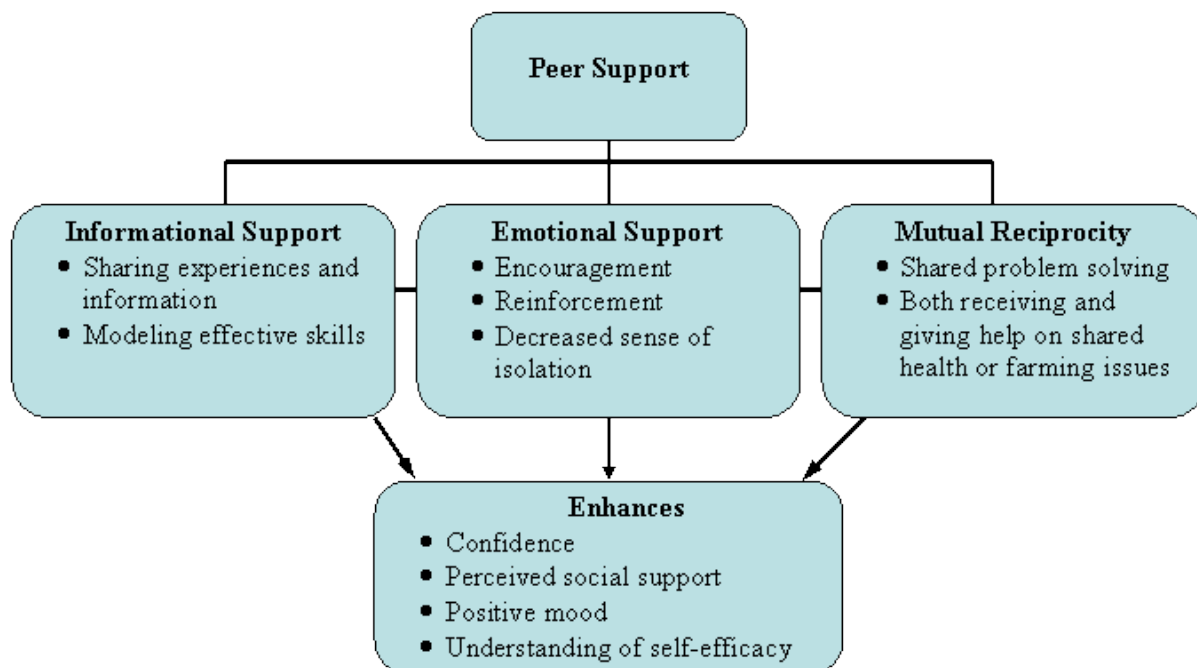 Peer Support
Informational Support
• Sharing experiences and
information
• Modeling effective skills
Emotional Support
• Encouragement
• Reinforcement
• Decreased sense of
isolation
Mutual Reciprocity
• Shared problem solving
• Both receiving and
giving help on shared
health or farming issues
Enhances
• Confidence
• Perceived social support
• Positive mood
• Understanding of self-efficacy